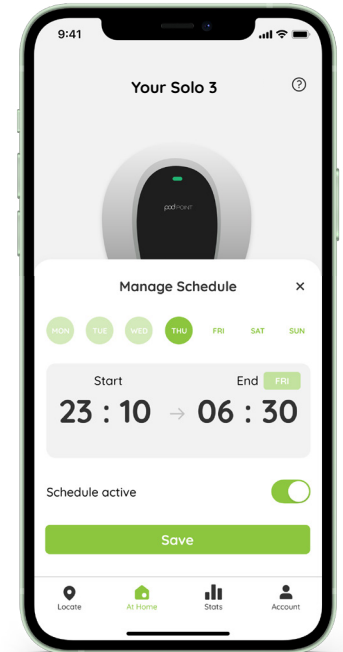 9:41
Your Solo 3
?
pod POINT
Manage Schedule ×
MON TUE WED THU FRI SAT SUN
Start End FRI
23 : 10 → 06 : 30
Schedule active
Save
Locate At Home Stats Account